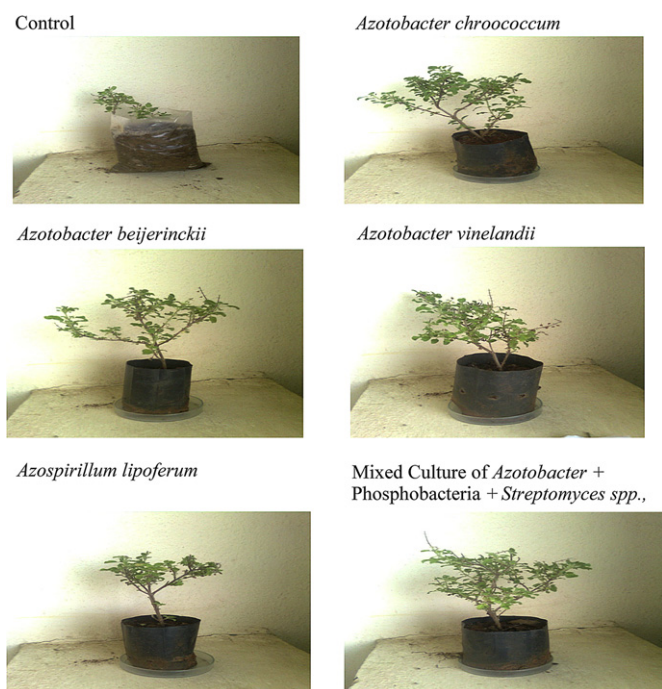 Control
Azotobacter chroococcum
Azotobacter beijerinckii
Azotobacter vinelandii
Azospirillum lipoferum
Mixed Culture of Azotobacter +
Phosphobacteria + Streptomyces spp.,